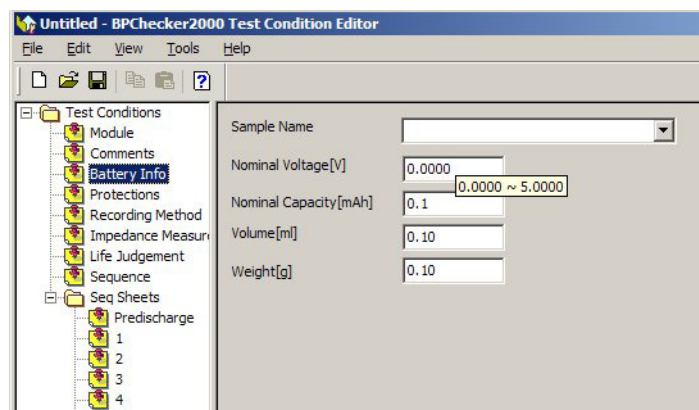 Untitled - BPChecker2000 Test Condition Editor
File Edit View Tools Help
Test Conditions
Module
Comments
Battery Info
Protections
Recording Method
Impedance Measur
Life Judgement
Sequence
Seq Sheets
Predischarge
1
2
3
4
Sample Name
Nominal Voltage[V] 0.0000
0.0000 ~ 5.0000
Nominal Capacity[mAh] 0.1
Volume[ml] 0.10
Weight[g] 0.10